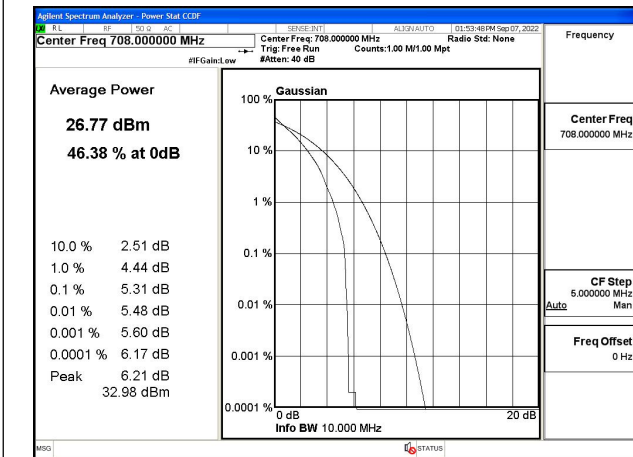 Agilent Spectrum Analyzer - Power Stat CCDF
RL RF 50 Ω AC SENSE:INT ALIGN AUTO 01:53:48 PM Sep 07, 2022
Center Freq 708.000000 MHz
Center Freq: 708.000000 MHz Radio Std: None
Trig: Free Run Counts:1.00 M/1.00 Mpt
#IFGain:Low #Atten: 40 dB
Average Power
26.77 dBm
46.38 % at 0dB
10.0 % 2.51 dB
1.0 % 4.44 dB
0.1 % 5.31 dB
0.01 % 5.48 dB
0.001 % 5.60 dB
0.0001 % 6.17 dB
Peak 6.21 dB
32.98 dBm
Gaussian
100 %
10 %
1 %
0.1 %
0.01 %
0.001 %
0.0001 %
0 dB 20 dB
Info BW 10.000 MHz
Frequency
Center Freq
708.000000 MHz
CF Step
5.000000 MHz
Auto Man
Freq Offset
0 Hz
MSG STATUS